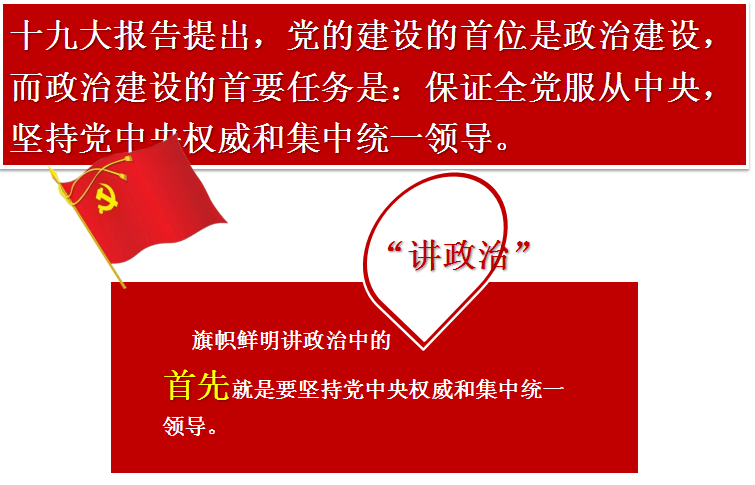 十九大报告提出，党的建设的首位是政治建设，
而政治建设的首要任务是：保证全党服从中央，
坚持党中央权威和集中统一领导。
“讲政治”
旗帜鲜明讲政治中的
首先就是要坚持党中央权威和集中统一
领导。